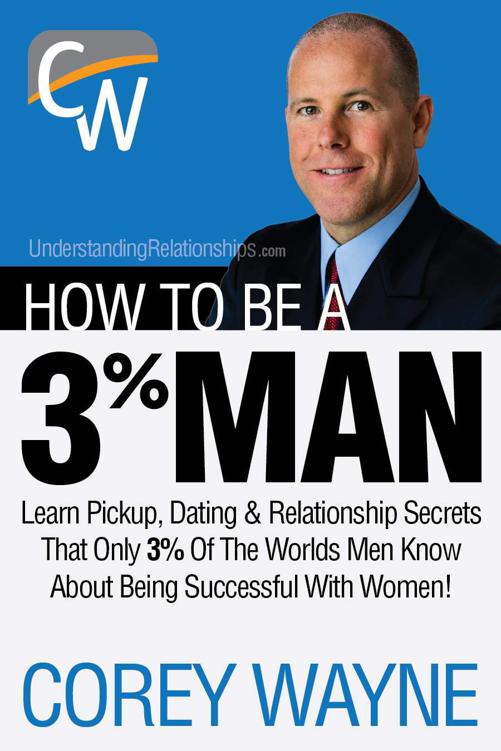 CW
UnderstandingRelationships.com
HOW TO BE A
3% MAN
Learn Pickup, Dating & Relationship Secrets
That Only 3% Of The Worlds Men Know
About Being Successful With Women!
COREY WAYNE